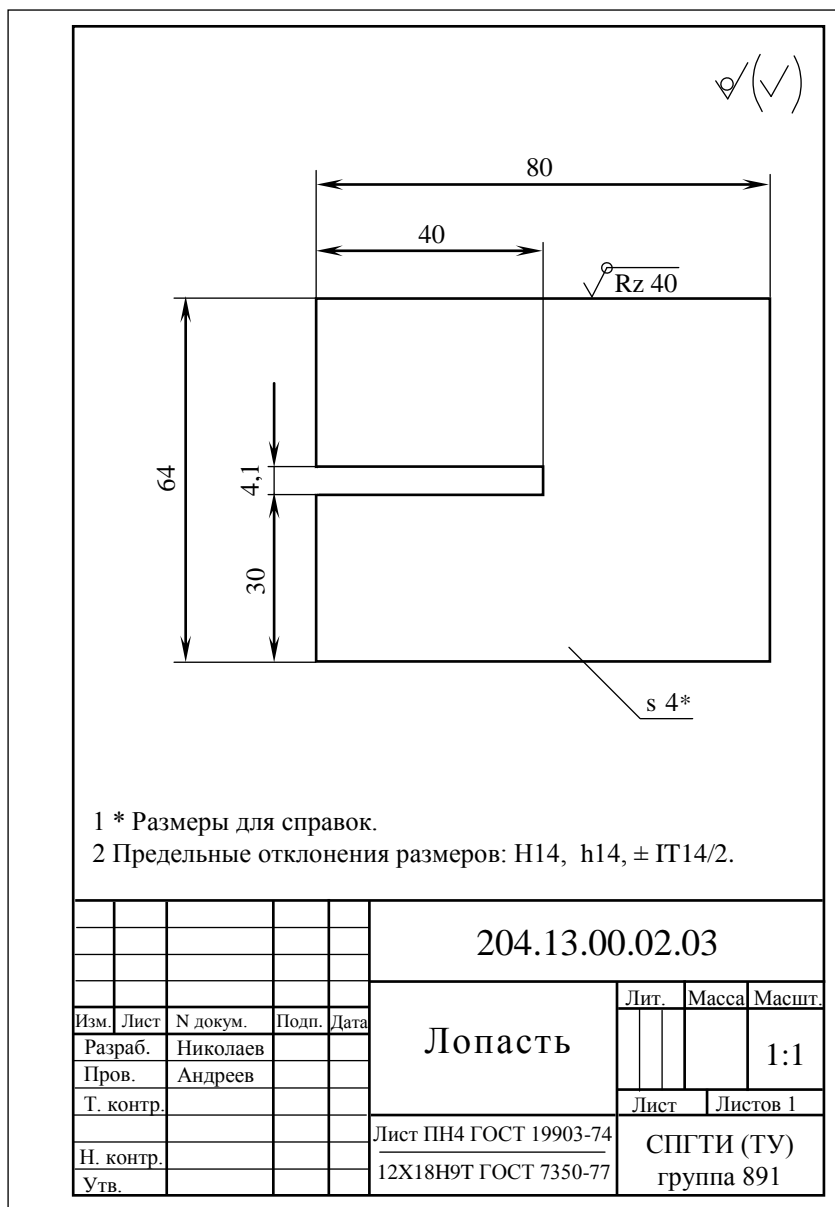 80
40
Rz 40
64
4,1
30
s 4*
1 * Размеры для справок.
2 Предельные отклонения размеров: H14, h14, ± IT14/2.
204.13.00.02.03
Лит. Масса Масшт.
Изм. Лист N докум. Подп. Дата
Лопасть
1:1
Разраб. Николаев
Пров. Андреев
Т. контр.
Лист Листов 1
Лист ПН4 ГОСТ 19903-74
12Х18Н9Т ГОСТ 7350-77
СПГТИ (ТУ)
группа 891
Н. контр.
Утв.